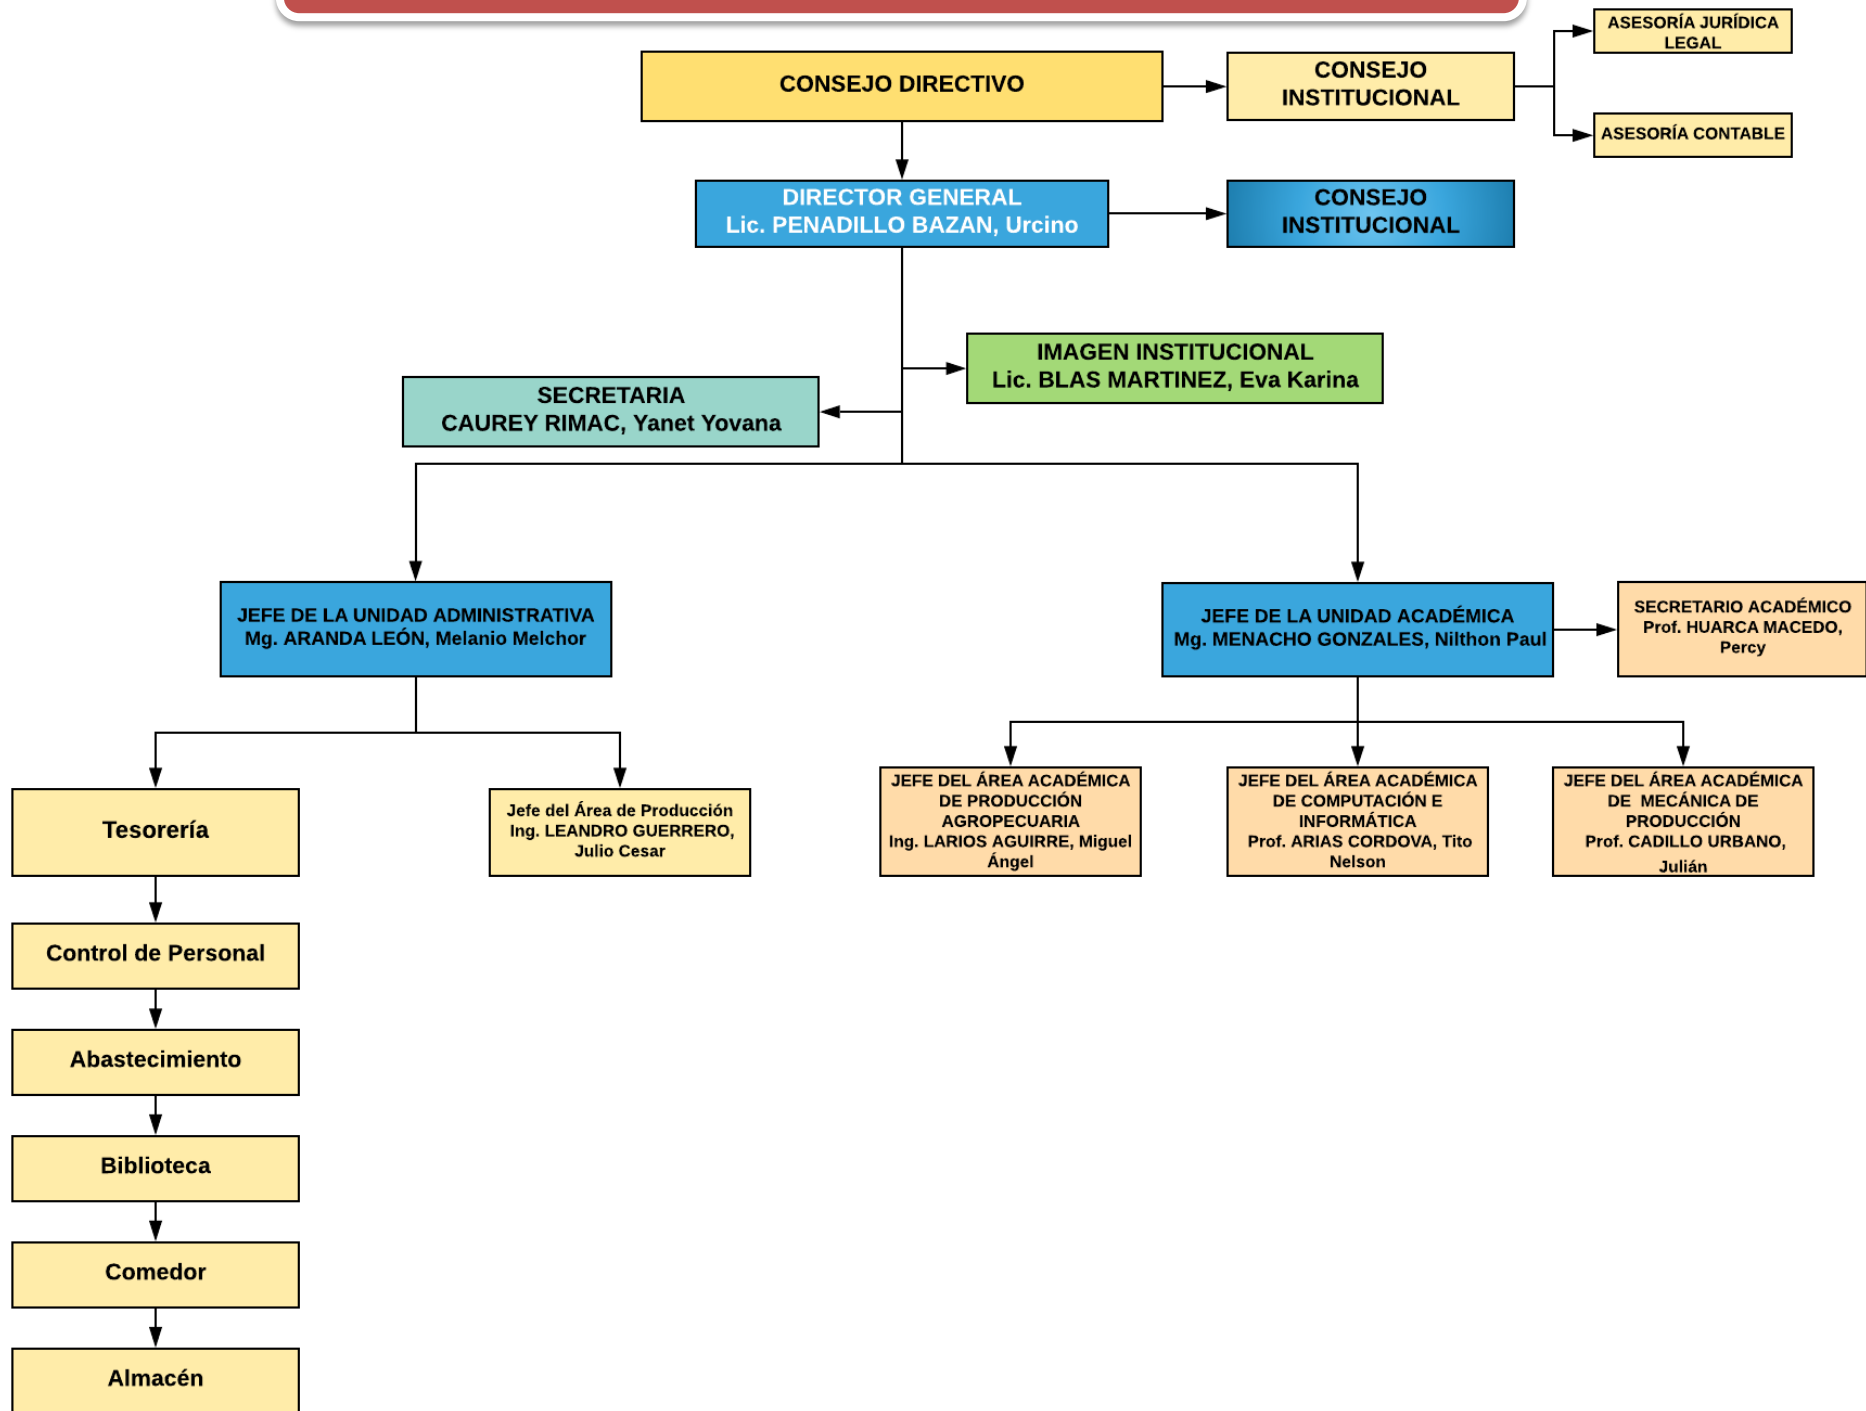 ASESORÍA JURÍDICA
LEGAL
CONSEJO DIRECTIVO
CONSEJO
INSTITUCIONAL
ASESORÍA CONTABLE
DIRECTOR GENERAL
Lic. PENADILLO BAZAN, Urcino
CONSEJO
INSTITUCIONAL
IMAGEN INSTITUCIONAL
Lic. BLAS MARTINEZ, Eva Karina
SECRETARIA
CAUREY RIMAC, Yanet Yovana
JEFE DE LA UNIDAD ADMINISTRATIVA
Mg. ARANDA LEÓN, Melanio Melchor
JEFE DE LA UNIDAD ACADÉMICA
Mg. MENACHO GONZALES, Nilthon Paul
SECRETARIO ACADÉMICO
Prof. HUARCA MACEDO,
Percy
Tesorería
Jefe del Área de Producción
Ing. LEANDRO GUERRERO,
Julio Cesar
JEFE DEL ÁREA ACADÉMICA
DE PRODUCCIÓN
AGROPECUARIA
Ing. LARIOS AGUIRRE, Miguel
Ángel
JEFE DEL ÁREA ACADÉMICA
DE COMPUTACIÓN E
INFORMÁTICA
Prof. ARIAS CORDOVA, Tito
Nelson
JEFE DEL ÁREA ACADÉMICA
DE MECÁNICA DE
PRODUCCIÓN
Prof. CADILLO URBANO,
Julián
Control de Personal
Abastecimiento
Biblioteca
Comedor
Almacén